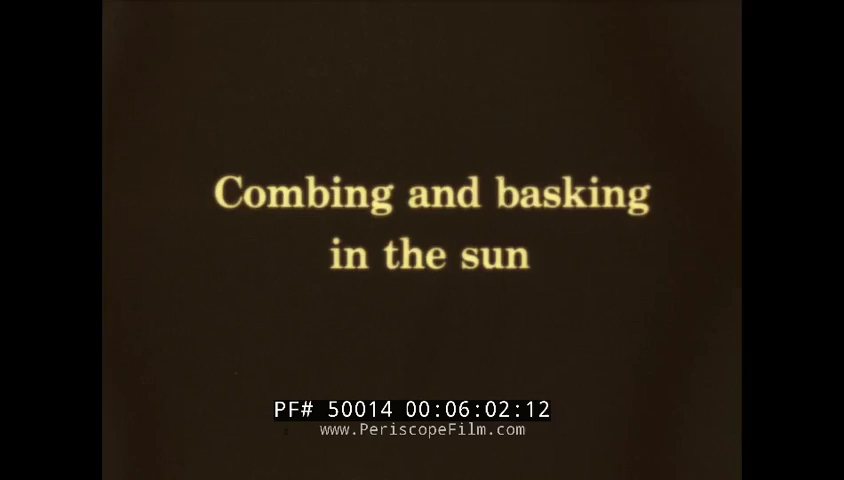 Combing and basking
in the sun
PF# 50014 00:06:02:12
www.PeriscopeFilm.com